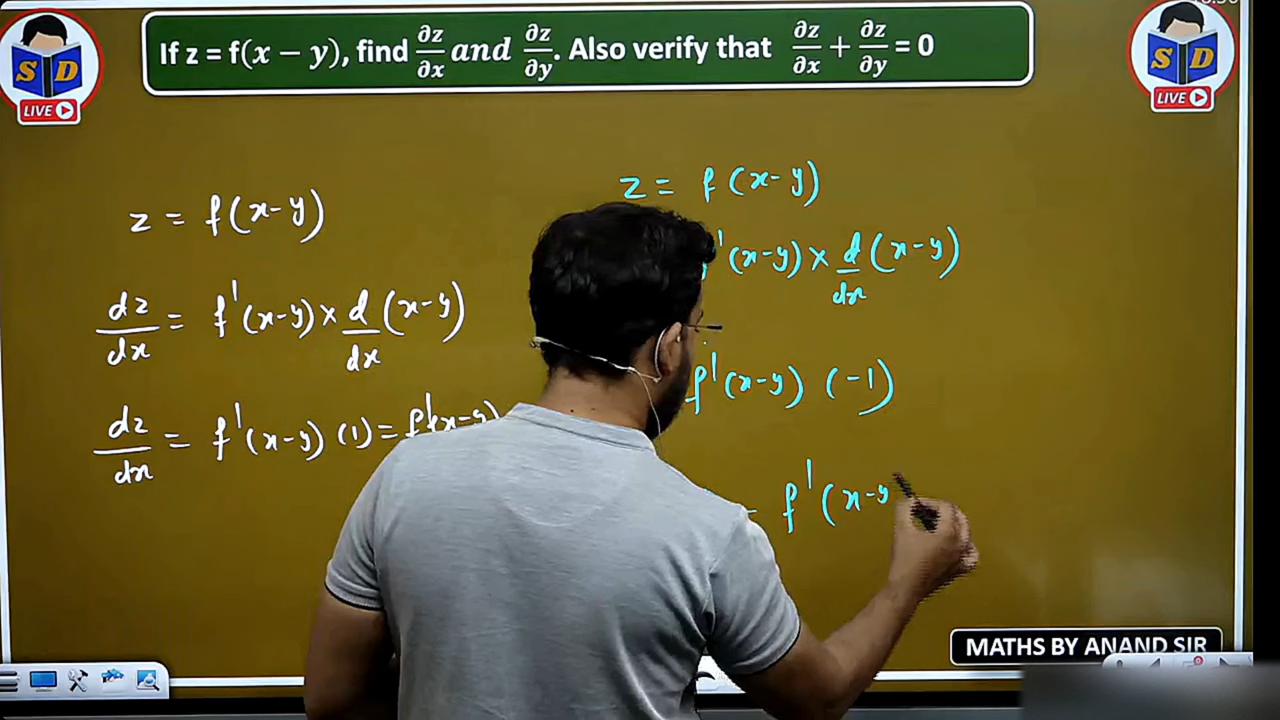 If z = f(x − y), find ∂z/∂x and ∂z/∂y. Also verify that ∂z/∂x + ∂z/∂y = 0
S D
LIVE
S D
LIVE
z = f(x-y)
dz/dx = f'(x-y) × d/dx (x-y)
dz/dx = f'(x-y) (1) = f'(x-y)
z = f(x-y)
'(x-y) × d/dx (x-y)
f'(x-y) (-1)
f'(x-y
MATHS BY ANAND SIR